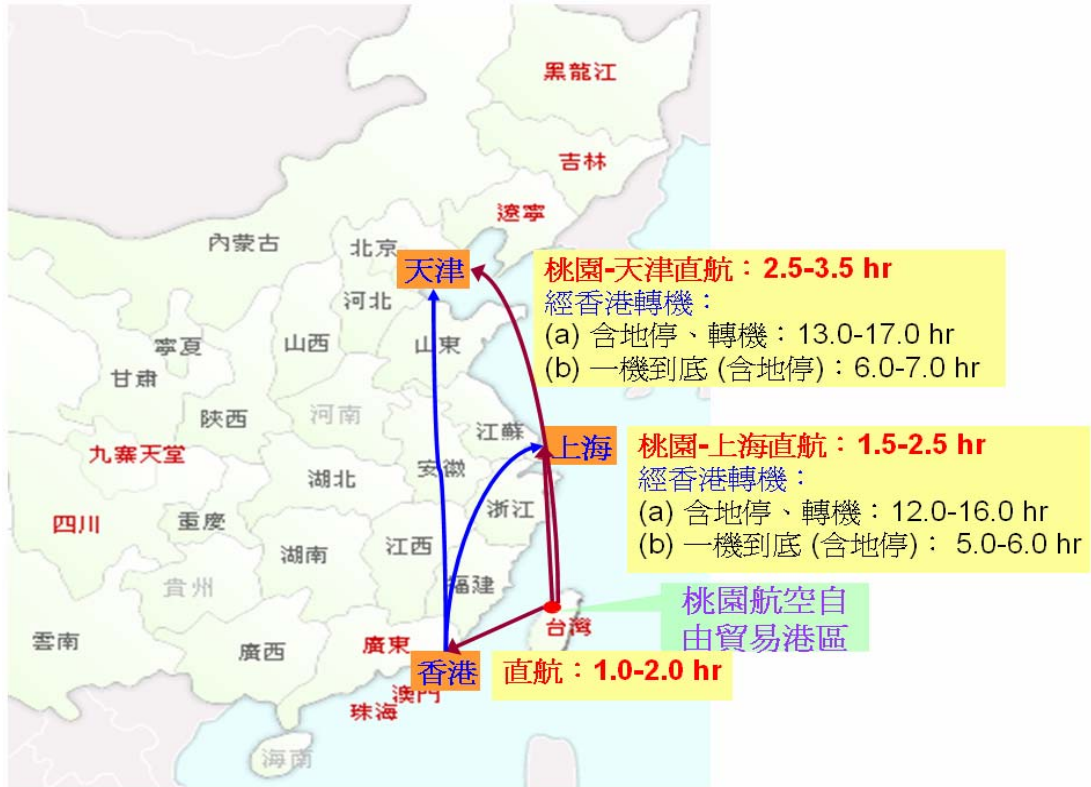 黑龍江
吉林
遼寧
內蒙古
北京
天津
桃園-天津直航：2.5-3.5 hr
經香港轉機：
(a) 含地停、轉機：13.0-17.0 hr
(b) 一機到底 (含地停)：6.0-7.0 hr
河北
山西
山東
寧夏
甘肅
陝西
河南
江蘇
上海
桃園-上海直航：1.5-2.5 hr
經香港轉機：
(a) 含地停、轉機：12.0-16.0 hr
(b) 一機到底 (含地停)： 5.0-6.0 hr
九寨天堂
安徽
湖北
浙江
四川
重慶
湖南
江西
貴州
福建
桃園航空自
由貿易港區
台灣
雲南
廣西
廣東
香港
直航：1.0-2.0 hr
澳門
珠海
海南